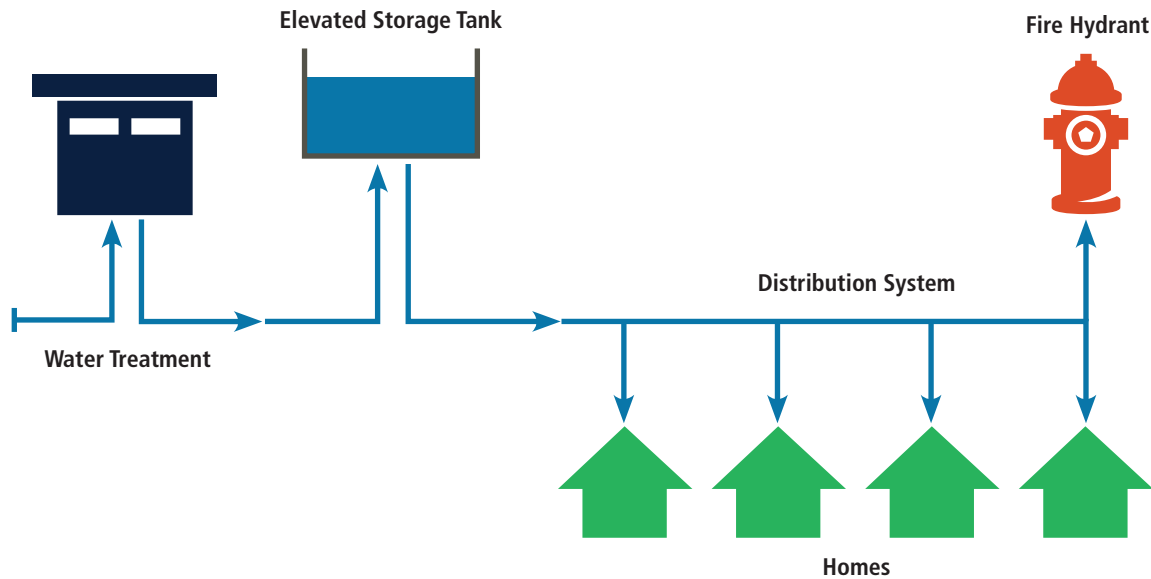 Elevated Storage Tank
Fire Hydrant
Distribution System
Water Treatment
Homes